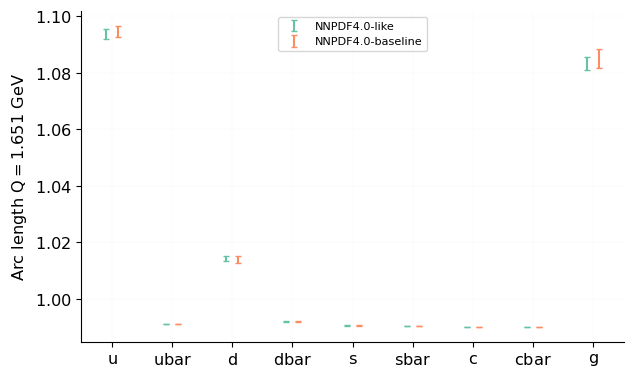 NNPDF4.0-like
NNPDF4.0-baseline
Arc length Q = 1.651 GeV
1.10
1.08
1.06
1.04
1.02
1.00
u ubar d dbar s sbar c cbar g